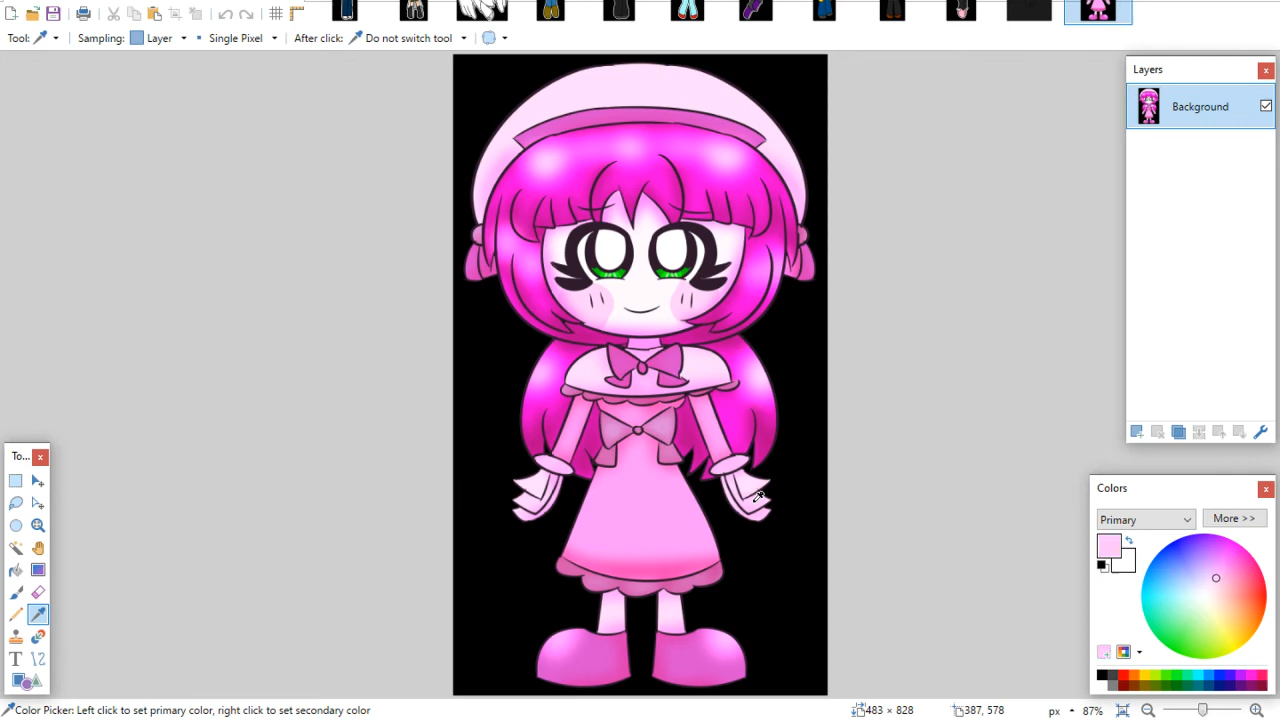 Tool:
Sampling: Layer
Single Pixel
After click:
Do not switch tool
Layers
Background
To...
Colors
Primary
More >>
Color Picker: Left click to set primary color, right click to set secondary color
483 × 828
387, 578
px
87%